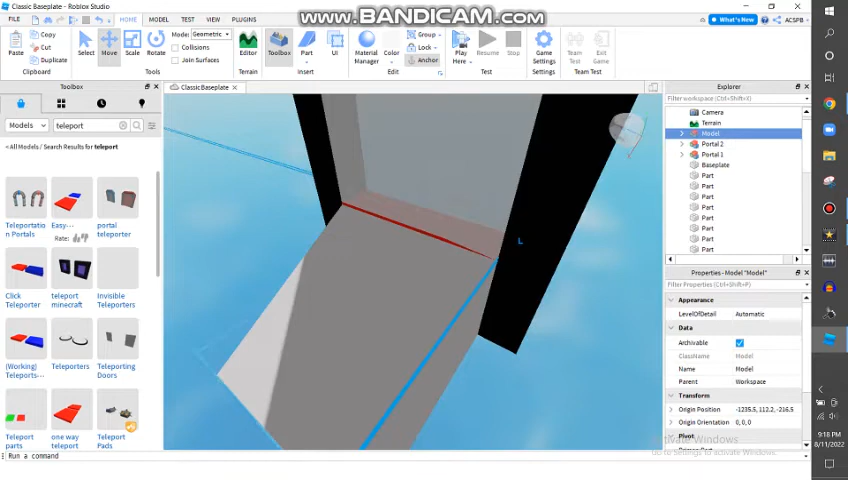 Classic Baseplate - Roblox Studio
www.BANDICAM.com
FILE HOME MODEL TEST VIEW PLUGINS
What's New ACSPB
Copy
Cut
Duplicate
Paste
Clipboard
Select Move Scale Rotate
Mode: Geometric
Collisions
Join Surfaces
Tools
Editor
Terrain
Toolbox Part UI
Insert
Material Manager
Color
Group
Lock
Anchor
Edit
Play Here
Resume Stop
Test
Game Settings
Settings
Team Test
Exit Game
Team Test
Toolbox
Models
teleport
< All Models / Search Results for teleport
Teleportation Portals
Easy---
Rate:
portal teleporter
Click Teleporter
teleport minecraft
Invisible Teleporters
(Working) Teleports---
Teleporters
Teleporting Doors
Teleport parts
one way teleport
Teleport Pads
ClassicBaseplate
L
Explorer
Filter workspace (Ctrl+Shift+X)
Camera
Terrain
Model
Portal 2
Portal 1
Baseplate
Part
Part
Part
Part
Part
Part
Part
Part
Properties - Model "Model"
Filter Properties (Ctrl+Shift+P)
Appearance
LevelOfDetail Automatic
Data
Archivable
ClassName Model
Name Model
Parent Workspace
Transform
Origin Position -1235.5, 112.2, -216.5
Origin Orientation 0, 0, 0
Pivot
Activate Windows
Go to Settings to activate Windows.
Run a command
9:18 PM
8/11/2022